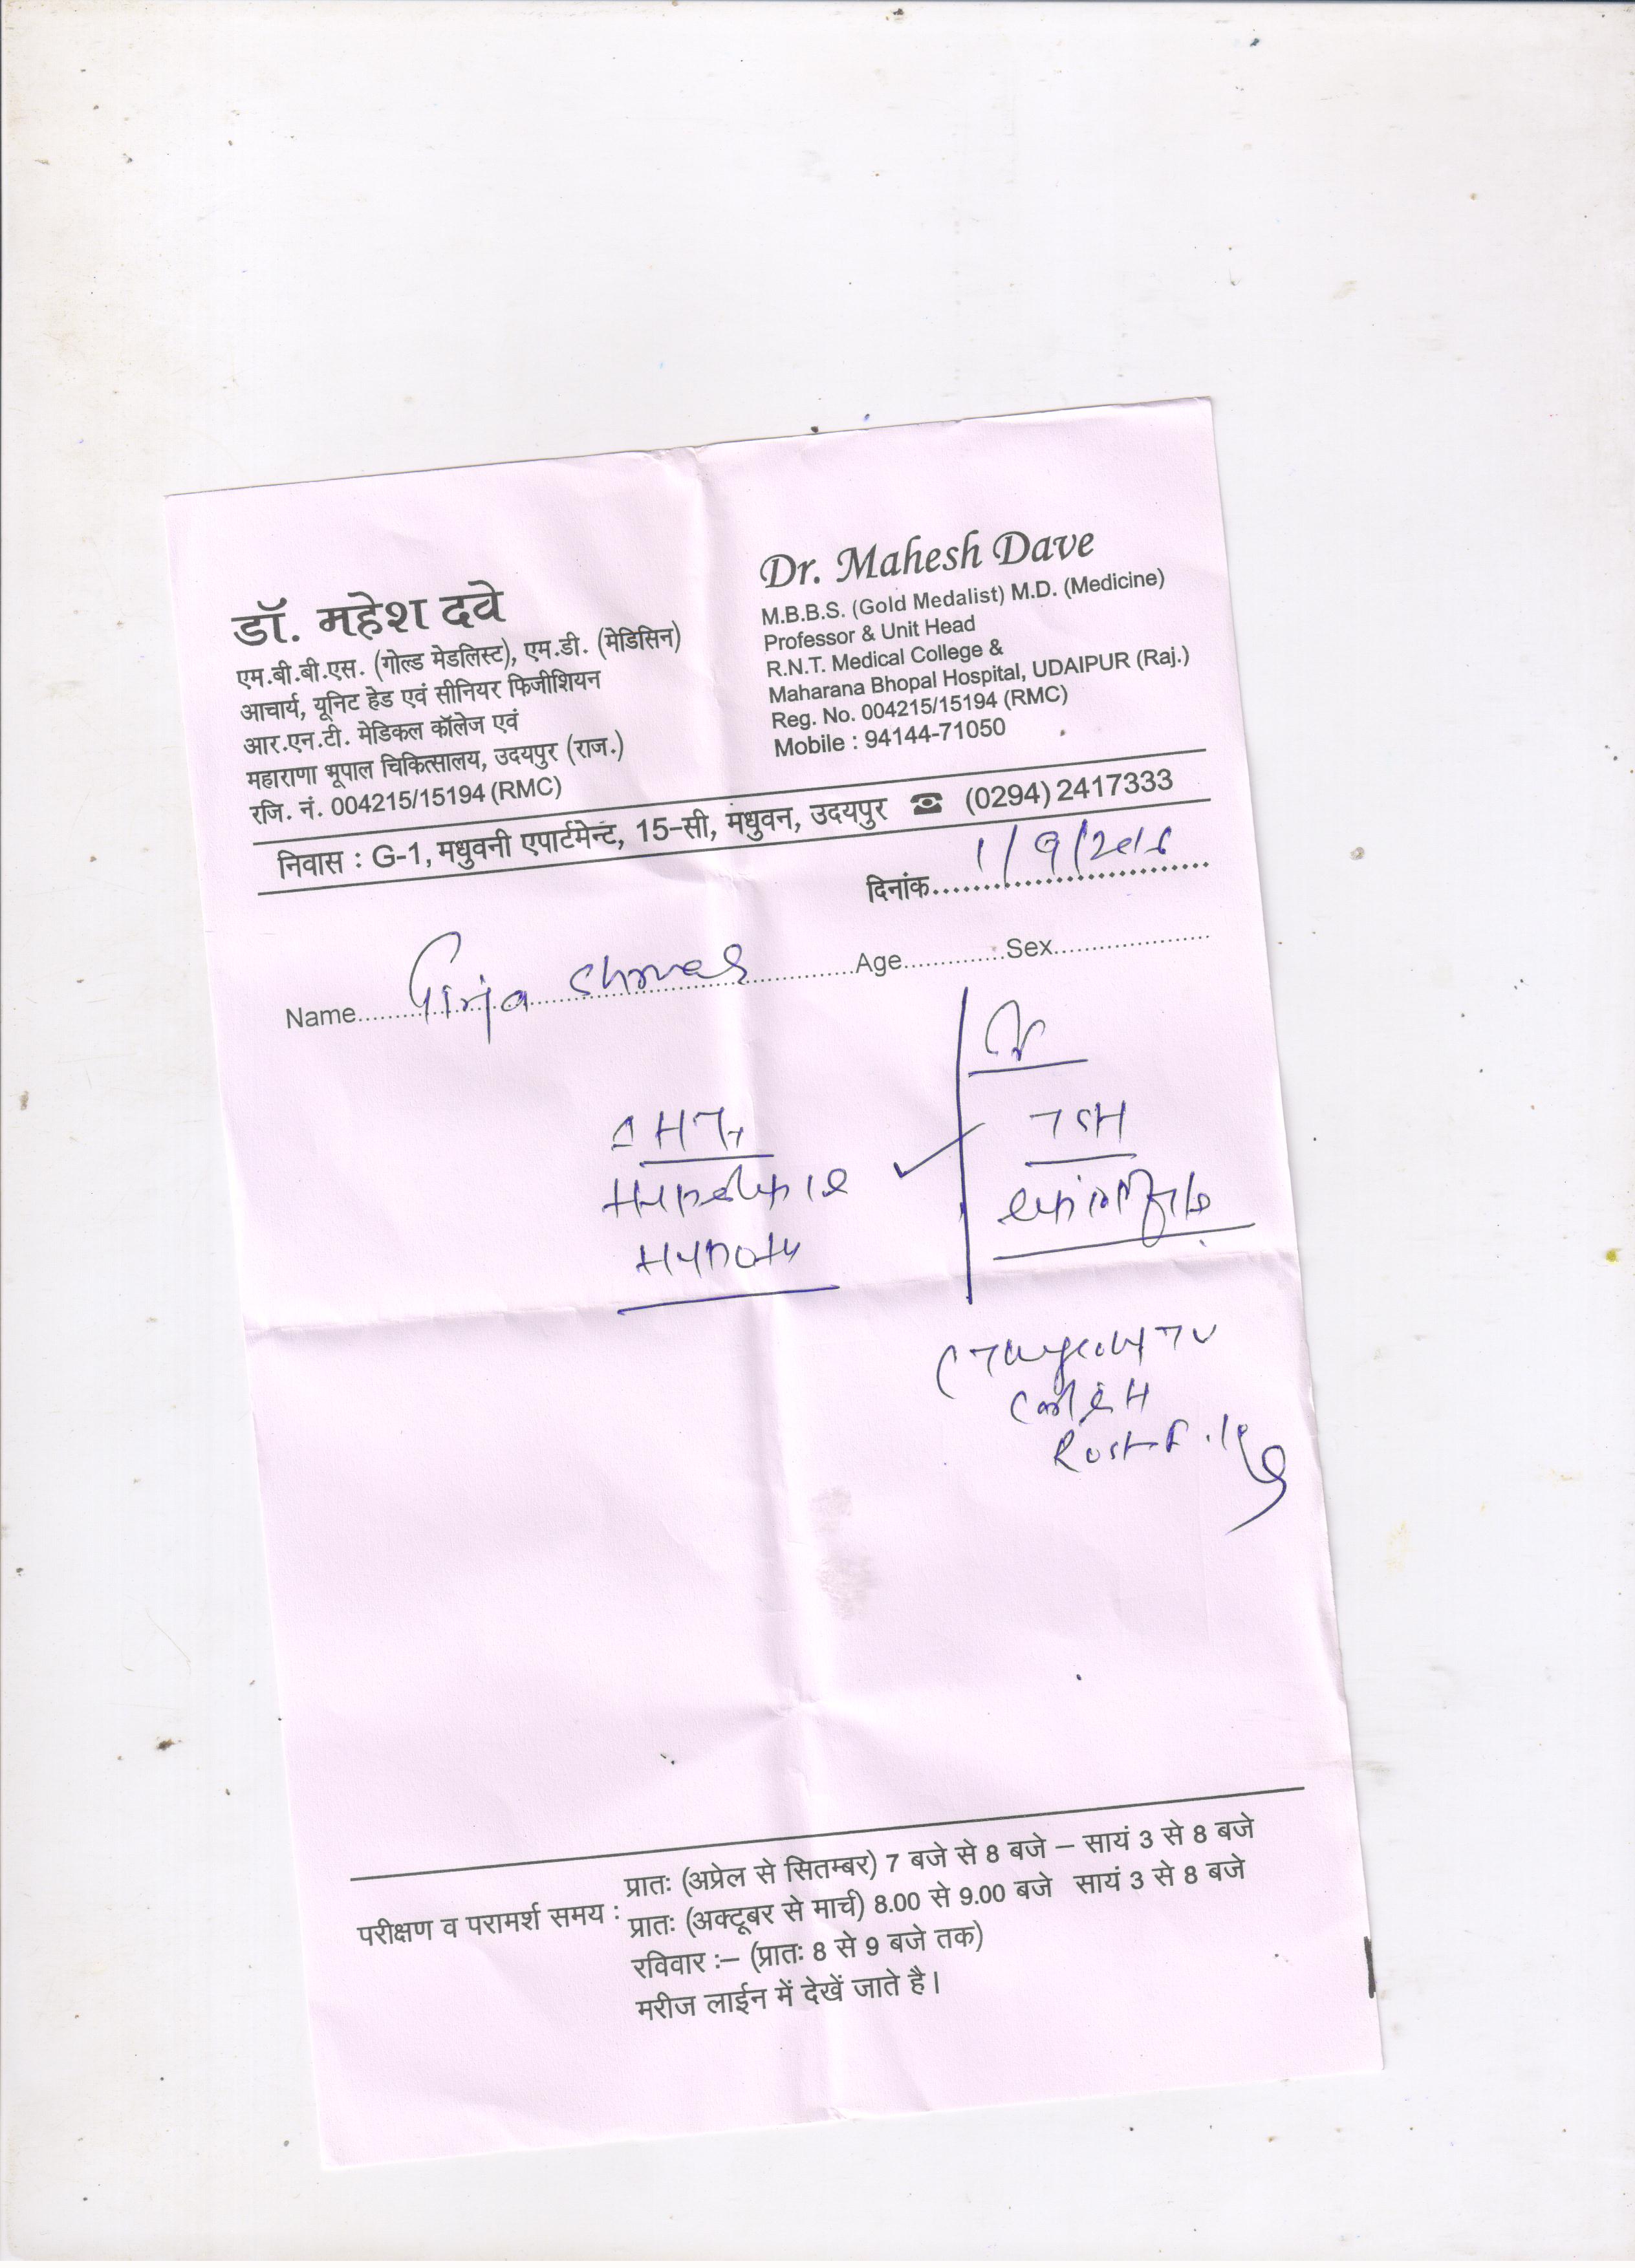 डॉ. महेश दवे
एम.बी.बी.एस. (गोल्ड मेडलिस्ट), एम.डी. (मेडिसिन)
आचार्य, यूनिट हेड एवं सीनियर फिजीशियन
आर.एन.टी. मेडिकल कॉलेज एवं
महाराणा भूपाल चिकित्सालय, उदयपुर (राज.)
रजि. नं. 004215/15194 (RMC)
Dr. Mahesh Dave
M.B.B.S. (Gold Medalist) M.D. (Medicine)
Professor & Unit Head
R.N.T. Medical College &
Maharana Bhopal Hospital, UDAIPUR (Raj.)
Reg. No. 004215/15194 (RMC)
Mobile : 94144-71050
निवास : G-1, मधुवनी एपार्टमेन्ट, 15-सी, मधुवन, उदयपुर ☎ (0294) 2417333
दिनांक 1/9/2016
Name Girija Age Sex
TSH
परीक्षण व परामर्श समय :
प्रातः (अप्रेल से सितम्बर) 7 बजे से 8 बजे – सायं 3 से 8 बजे
प्रातः (अक्टूबर से मार्च) 8.00 से 9.00 बजे सायं 3 से 8 बजे
रविवार :– (प्रातः 8 से 9 बजे तक)
मरीज लाईन में देखें जाते है।